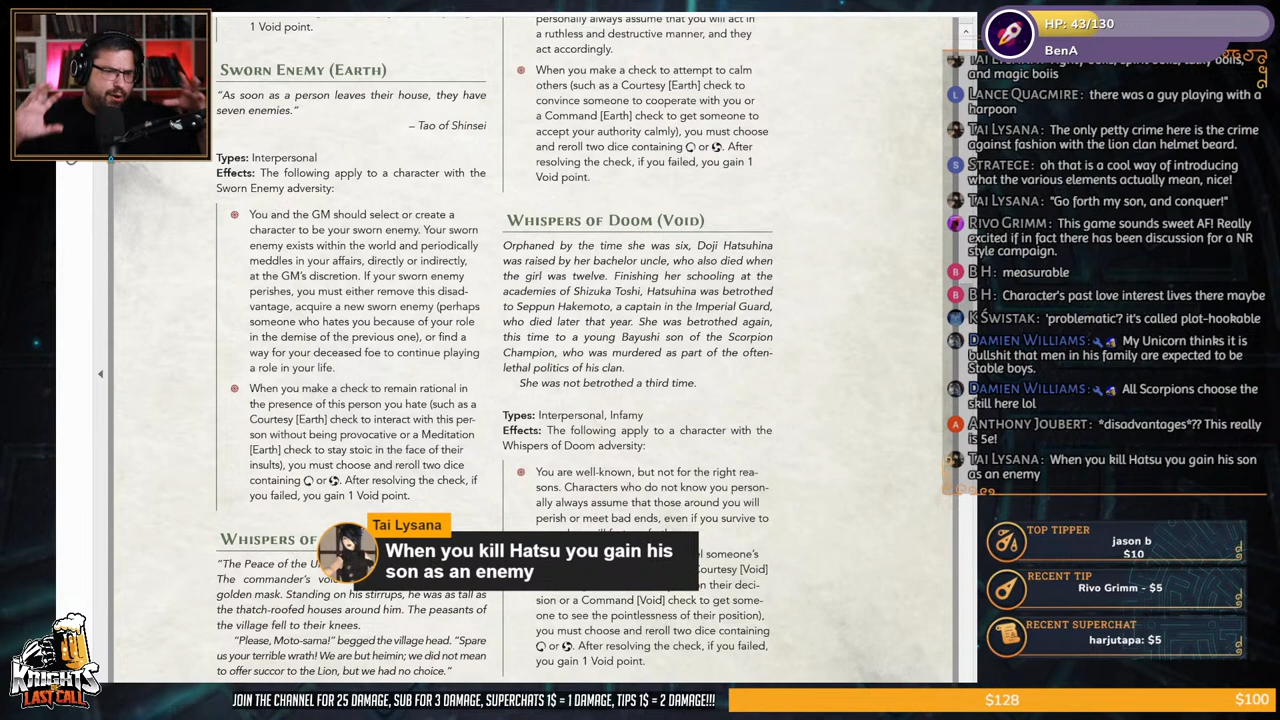 1 Void point.
SWORN ENEMY (EARTH)
“As soon as a person leaves their house, they have
seven enemies.”
– Tao of Shinsei
Types: Interpersonal
Effects: The following apply to a character with the
Sworn Enemy adversity:
You and the GM should select or create a
character to be your sworn enemy. Your sworn
enemy exists within the world and periodically
meddles in your affairs, directly or indirectly,
at the GM’s discretion. If your sworn enemy
perishes, you must either remove this disad-
vantage, acquire a new sworn enemy (perhaps
someone who hates you because of your role
in the demise of the previous one), or find a
way for your deceased foe to continue playing
a role in your life.
When you make a check to remain rational in
the presence of this person you hate (such as a
Courtesy [Earth] check to interact with this per-
son without being provocative or a Meditation
[Earth] check to stay stoic in the face of their
insults), you must choose and reroll two dice
containing or . After resolving the check, if
you failed, you gain 1 Void point.
WHISPERS OF
“The Peace of the
The commander’s
golden mask. Standing on his stirrups, he was as tall as
the thatch-roofed houses around him. The peasants of
the village fell to their knees.
“Please, Moto-sama!” begged the village head. “Spare
us your terrible wrath! We are but heimin; we did not mean
to offer succor to the Lion, but we had no choice.”
personally always assume that you will act in
a ruthless and destructive manner, and they
act accordingly.
When you make a check to attempt to calm
others (such as a Courtesy [Earth] check to
convince someone to cooperate with you or
a Command [Earth] check to get someone to
accept your authority calmly), you must choose
and reroll two dice containing or . After
resolving the check, if you failed, you gain 1
Void point.
WHISPERS OF DOOM (VOID)
Orphaned by the time she was six, Doji Hatsuhina
was raised by her bachelor uncle, who also died when
the girl was twelve. Finishing her schooling at the
academies of Shizuka Toshi, Hatsuhina was betrothed
to Seppun Hakemoto, a captain in the Imperial Guard,
who died later that year. She was betrothed again,
this time to a young Bayushi son of the Scorpion
Champion, who was murdered as part of the often-
lethal politics of his clan.
She was not betrothed a third time.
Types: Interpersonal, Infamy
Effects: The following apply to a character with the
Whispers of Doom adversity:
You are well-known, but not for the right rea-
sons. Characters who do not know you person-
ally always assume that those around you will
perish or meet bad ends, even if you survive to
someone’s
[Void]
on their deci-
sion or a Command [Void] check to get some-
one to see the pointlessness of their position),
you must choose and reroll two dice containing
or . After resolving the check, if you failed,
you gain 1 Void point.
Tai Lysana
When you kill Hatsu you gain his
son as an enemy
HP: 43/130
BenA
and magic boiis
LANCE QUAGMIRE: there was a guy playing with a
harpoon
TAI LYSANA: The only petty crime here is the crime
against fashion with the lion clan helmet beard.
STRATEGE: oh that is a cool way of introducing
what the various elements actually mean, nice!
TAI LYSANA: "Go forth my son, and conquer!"
RIVO GRIMM: This game sounds sweet AF! Really
excited if in fact there has been discussion for a NR
style campaign.
B H: measurable
B H: Character's past love interest lives there maybe
K ŚWISTAK: 'problematic'? it's called plot-hookable
DAMIEN WILLIAMS: My Unicorn thinks it is
bullshit that men in his family are expected to be
Stable boys.
DAMIEN WILLIAMS: All Scorpions choose the
skill here lol
ANTHONY JOUBERT: *disadvantages*?? This really
is 5e!
TAI LYSANA: When you kill Hatsu you gain his son
as an enemy
TOP TIPPER
jason b
$10
RECENT TIP
Rivo Grimm - $5
RECENT SUPERCHAT
harjutapa: $5
KNIGHTS
LAST CALL
JOIN THE CHANNEL FOR 25 DAMAGE, SUB FOR 3 DAMAGE, SUPERCHATS 1$ = 1 DAMAGE, TIPS 1$ = 2 DAMAGE!!!
$128
$100